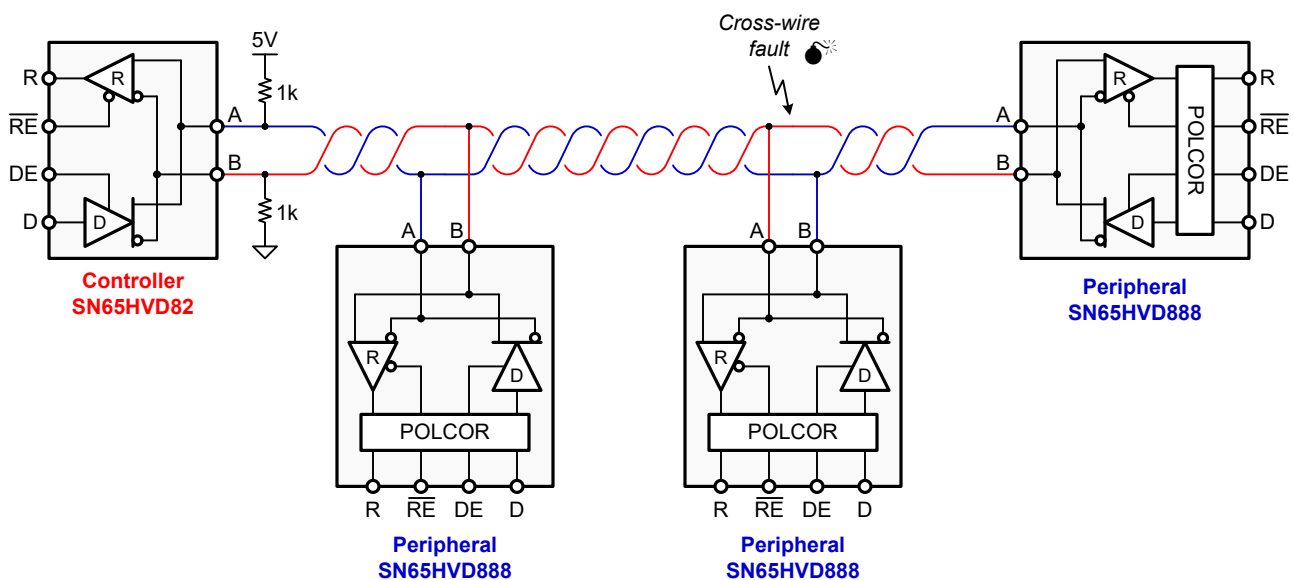 Cross-wire
fault
5V
1k
1k
R
RE
DE
D
A
B
R
D
Controller
SN65HVD82
A
B
R
D
POLCOR
R
RE
DE
D
Peripheral
SN65HVD888
A
B
R
D
POLCOR
R
RE
DE
D
Peripheral
SN65HVD888
A
B
R
D
POLCOR
R
RE
DE
D
Peripheral
SN65HVD888